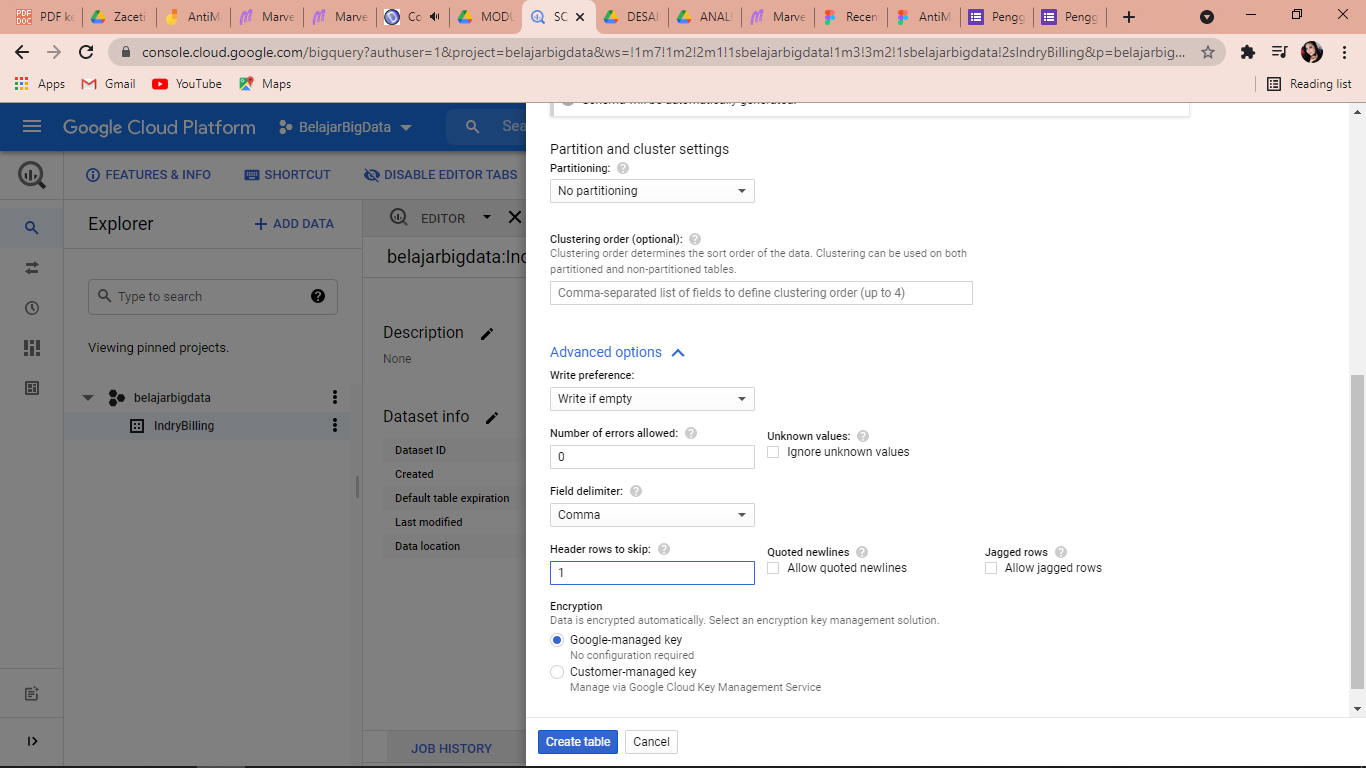 PDF ke
Zaceti
AntiMa
Marve
Marve
Co
MODU
SC
DESAI
ANALI
Marve
Recen
AntiM
Pengg
Pengg
console.cloud.google.com/bigquery?authuser=1&project=belajarbigdata&ws=!1m7!1m2!2m1!1sbelajarbigdata!1m3!3m2!1sbelajarbigdata!2sIndryBilling&p=belajarbig...
Apps
Gmail
YouTube
Maps
Reading list
Google Cloud Platform
BelajarBigData
Sea
FEATURES & INFO
SHORTCUT
DISABLE EDITOR TABS
Explorer
ADD DATA
Type to search
Viewing pinned projects.
belajarbigdata
IndryBilling
EDITOR
belajarbigdata:Ind
Description
None
Dataset info
Dataset ID
Created
Default table expiration
Last modified
Data location
JOB HISTORY
Schema will be automatically generated.
Partition and cluster settings
Partitioning:
No partitioning
Clustering order (optional):
Clustering order determines the sort order of the data. Clustering can be used on both
partitioned and non-partitioned tables.
Comma-separated list of fields to define clustering order (up to 4)
Advanced options
Write preference:
Write if empty
Number of errors allowed:
0
Unknown values:
Ignore unknown values
Field delimiter:
Comma
Header rows to skip:
1
Quoted newlines
Allow quoted newlines
Jagged rows
Allow jagged rows
Encryption
Data is encrypted automatically. Select an encryption key management solution.
Google-managed key
No configuration required
Customer-managed key
Manage via Google Cloud Key Management Service
Create table
Cancel